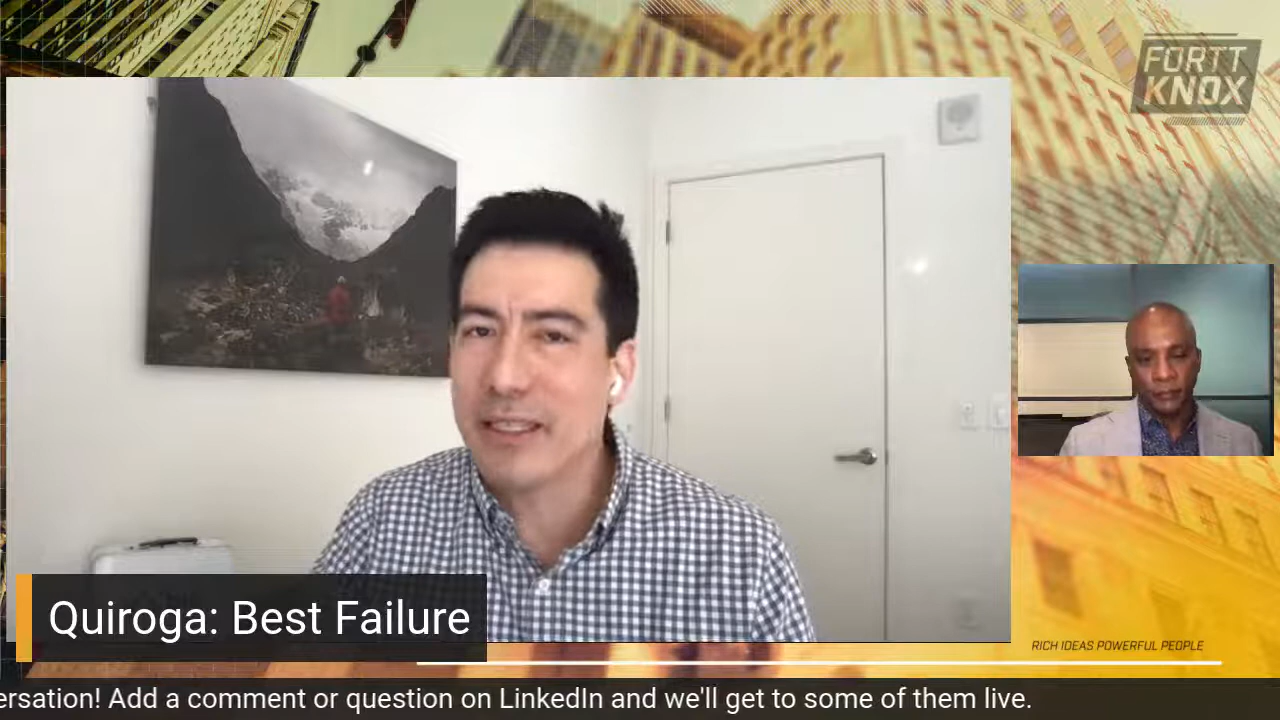 FORTT
KNOX
Quiroga: Best Failure
RICH IDEAS POWERFUL PEOPLE
ersation! Add a comment or question on LinkedIn and we'll get to some of them live.